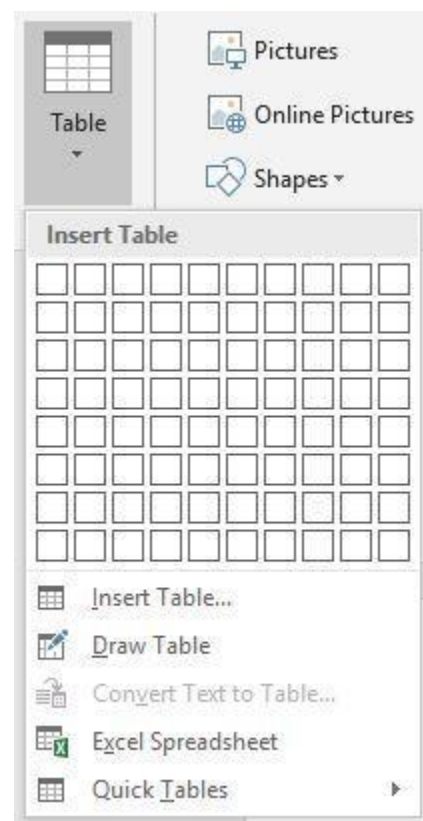 Table
Pictures
Online Pictures
Shapes
Insert Table
Insert Table...
Draw Table
Convert Text to Table...
Excel Spreadsheet
Quick Tables